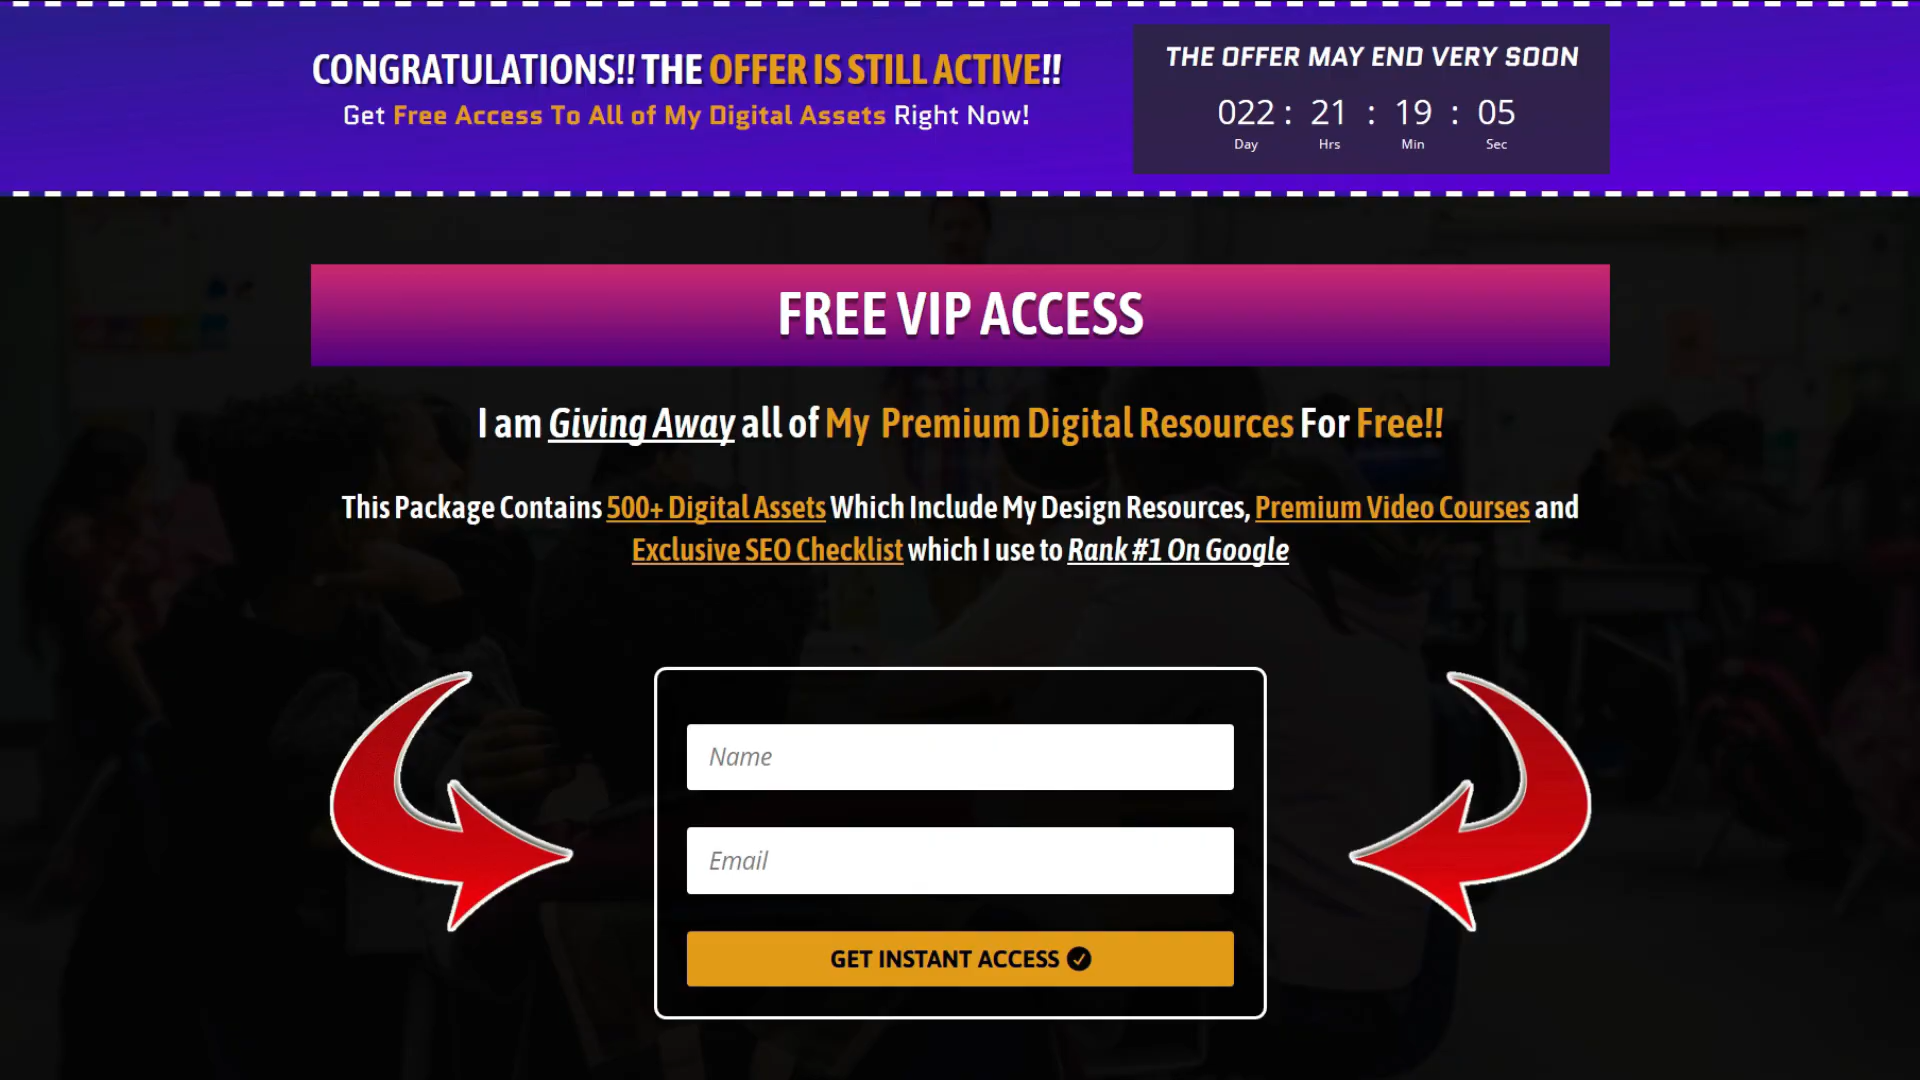 CONGRATULATIONS!! THE OFFER IS STILL ACTIVE!!
Get Free Access To All of My Digital Assets Right Now!
THE OFFER MAY END VERY SOON
022 : 21 : 19 : 05
Day Hrs Min Sec
FREE VIP ACCESS
I am Giving Away all of My Premium Digital Resources For Free!!
This Package Contains 500+ Digital Assets Which Include My Design Resources, Premium Video Courses and
Exclusive SEO Checklist which I use to Rank #1 On Google
Name
Email
GET INSTANT ACCESS